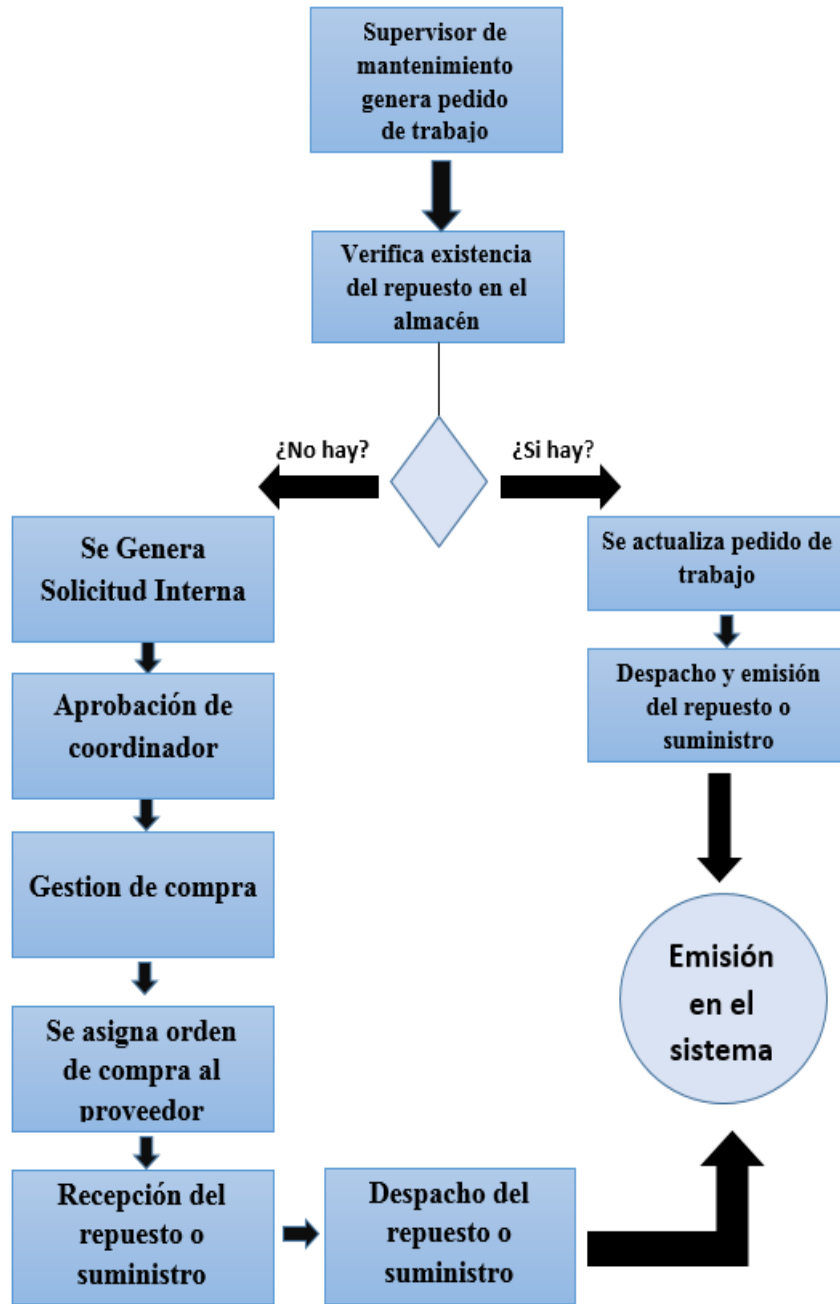 Supervisor de
mantenimiento
genera pedido
de trabajo
Verifica existencia
del repuesto en el
almacén
¿No hay?
¿Si hay?
Se Genera
Solicitud Interna
Aprobación de
coordinador
Gestion de compra
Se asigna orden
de compra al
proveedor
Recepción del
repuesto o
suministro
Despacho del
repuesto o
suministro
Se actualiza pedido de
trabajo
Despacho y emisión
del repuesto o
suministro
Emisión
en el
sistema